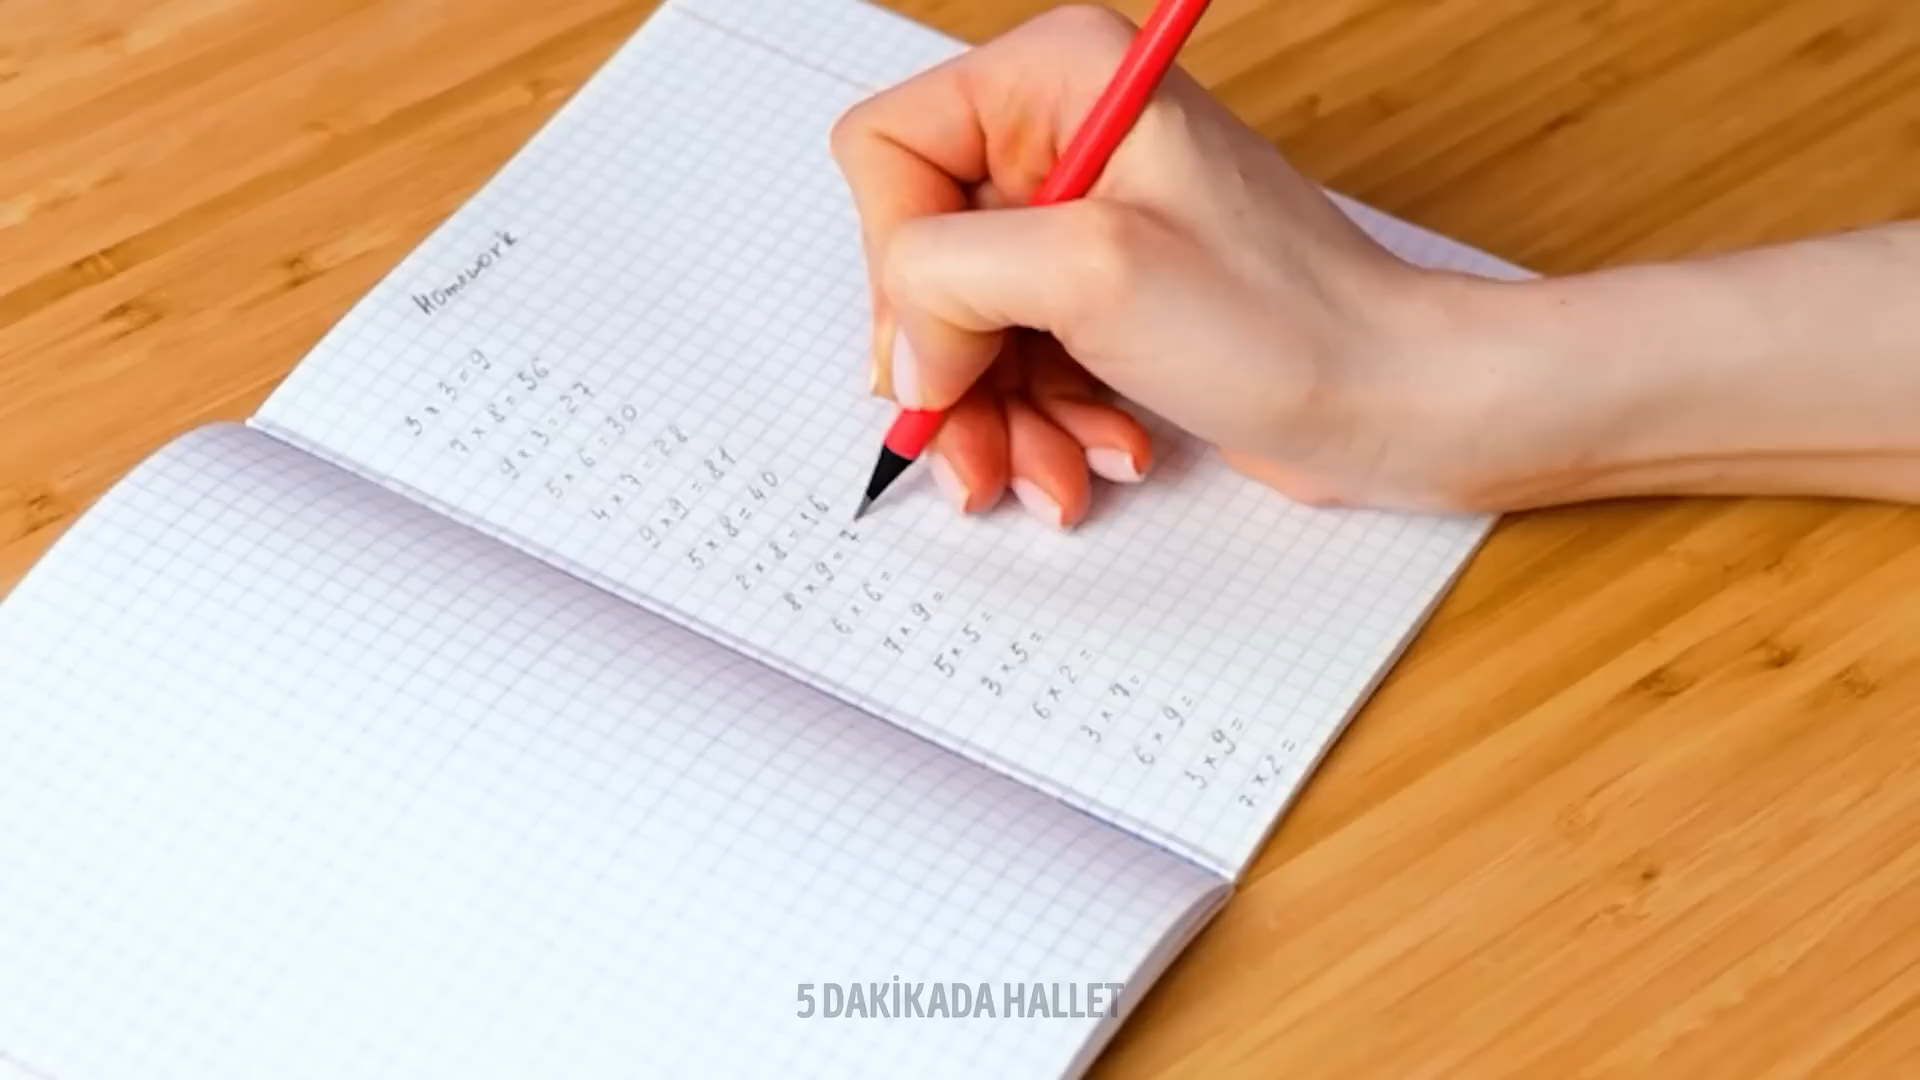 Homework
3 x 3 = 9
7 x 8 = 56
9 x 3 = 27
5 x 6 = 30
4 x 7 = 28
9 x 9 = 81
5 x 8 = 40
2 x 8 = 16
8 x 9 = 7
6 x 6 =
7 x 9 =
5 x 5 =
3 x 5 =
6 x 2 =
3 x 7 =
6 x 9 =
3 x 9 =
7 x 2 =
5 DAKİKADA HALLET